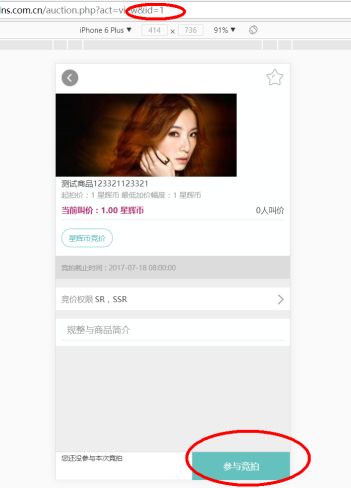 ins.com.cn/auction.php?act=view&id=1
iPhone 6 Plus ▼ 414 × 736 91% ▼
测试商品123321123321
起拍价：1 星辉币 最低加价幅度：1 星辉币
当前叫价：1.00 星辉币 0人叫价
星辉币竞价
竞拍截止时间：2017-07-18 08:00:00
竞价权限 SR，SSR
规整与商品简介
您还没参与本次竞拍 参与竞拍